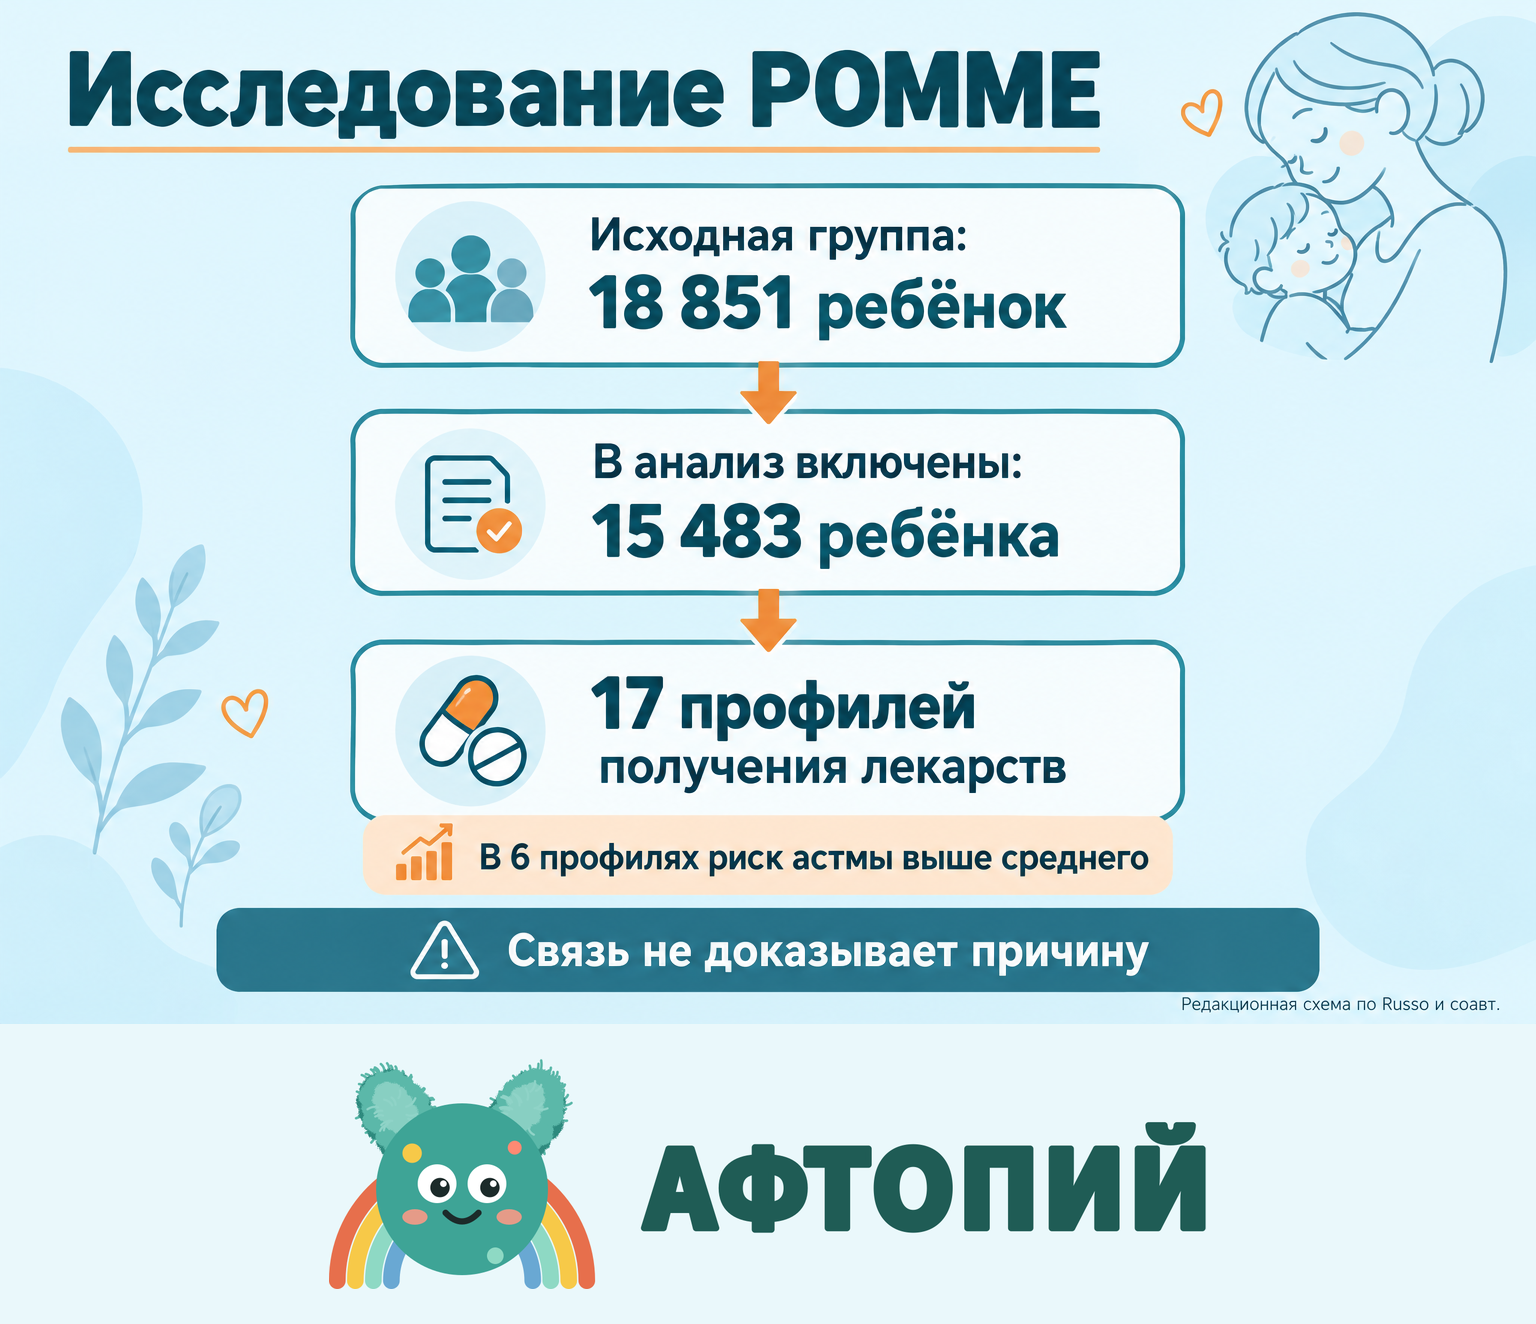 Исследование POMME
Исходная группа:
18 851 ребёнок
В анализ включены:
15 483 ребёнка
17 профилей
получения лекарств
В 6 профилях риск астмы выше среднего
Связь не доказывает причину
Редакционная схема по Russo и соавт.
АФТОПИЙ